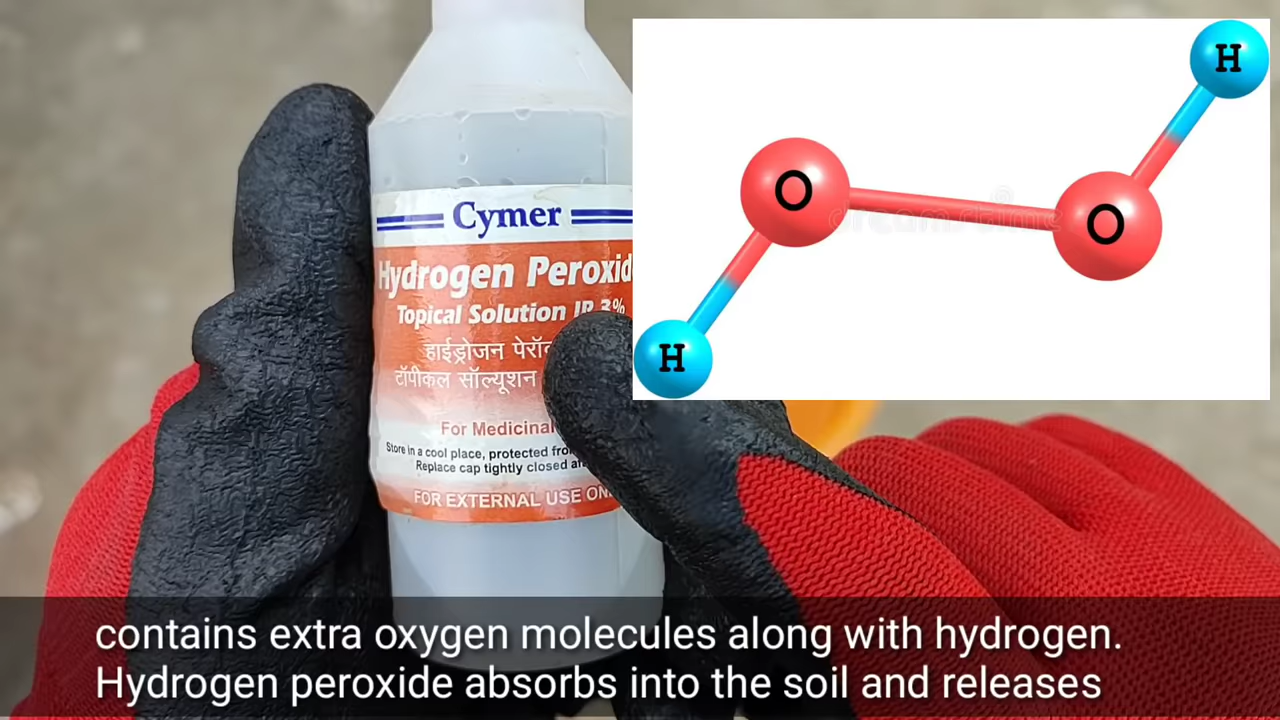 Cymer
Hydrogen Peroxid
Topical Solution IP 3%
हाईड्रोजन
टॉपीकल सॉल्यूशन
For Medicinal
Store in a cool place, protected
Replace cap tightly closed
FOR EXTERNAL USE
H
O
O
H
dreamstime
contains extra oxygen molecules along with hydrogen.
Hydrogen peroxide absorbs into the soil and releases